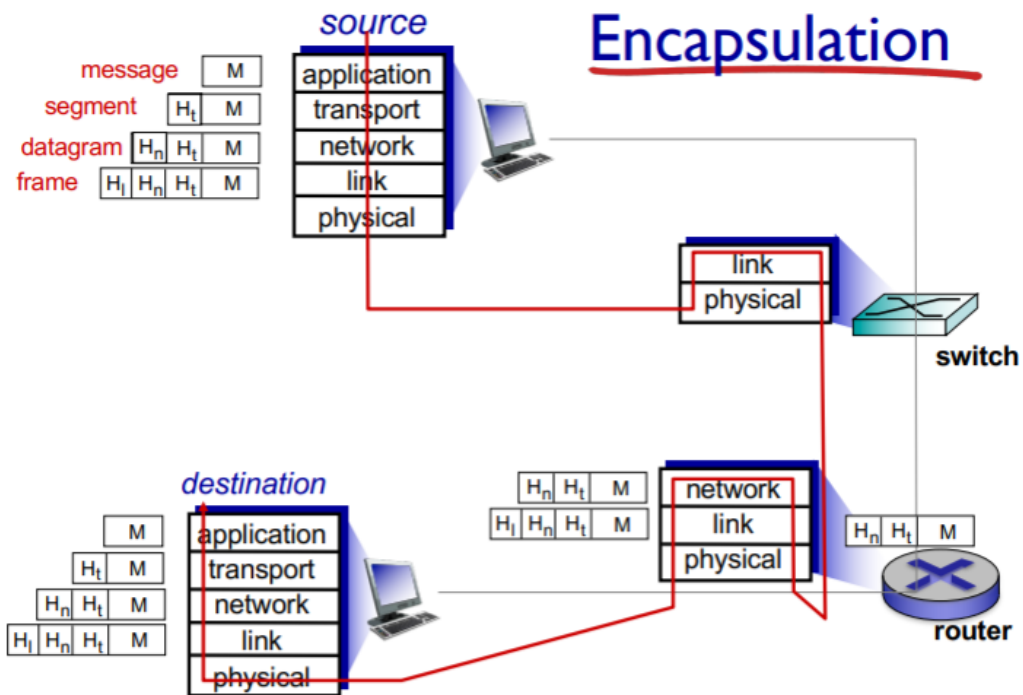 source
Encapsulation
message M
application
segment Ht M
transport
datagram Hn Ht M
network
frame Hl Hn Ht M
link
physical
link
physical
switch
destination
Hn Ht M
network
Hl Hn Ht M
link
physical
Hn Ht M
router
M
application
Ht M
transport
Hn Ht M
network
Hl Hn Ht M
link
physical